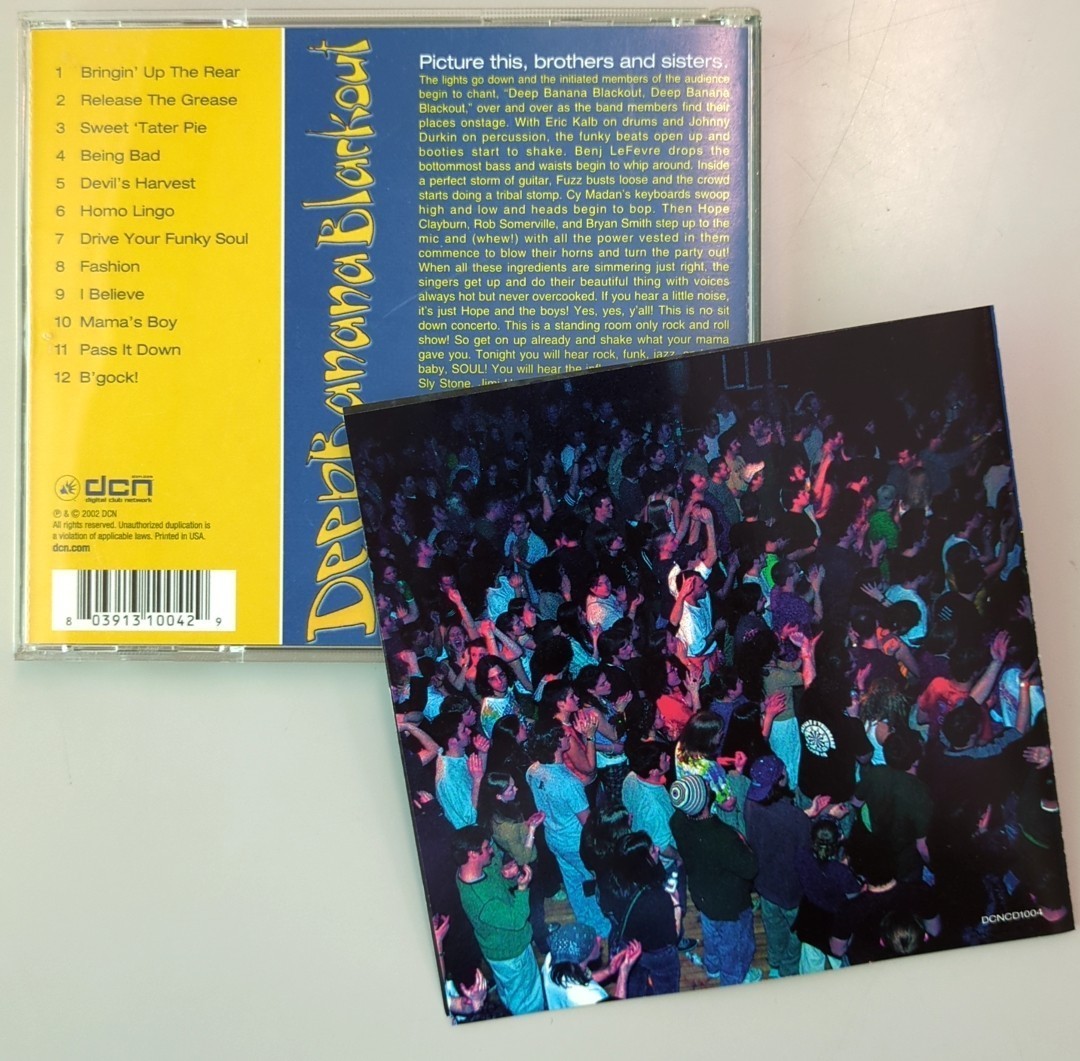 1 Bringin' Up The Rear
2 Release The Grease
3 Sweet 'Tater Pie
4 Being Bad
5 Devil's Harvest
6 Homo Lingo
7 Drive Your Funky Soul
8 Fashion
9 I Believe
10 Mama's Boy
11 Pass It Down
12 B'gock!
dcn
digital club network
℗ & © 2002 DCN
All rights reserved. Unauthorized duplication is
a violation of applicable laws. Printed in USA.
dcn.com
8 03913 10042 9
Deep Banana Blackout
Picture this, brothers and sisters.
The lights go down and the initiated members of the audience
begin to chant, "Deep Banana Blackout, Deep Banana
Blackout," over and over as the band members find their
places onstage. With Eric Kalb on drums and Johnny
Durkin on percussion, the funky beats open up and
booties start to shake. Benj LeFevre drops the
bottommost bass and waists begin to whip around. Inside
a perfect storm of guitar, Fuzz busts loose and the crowd
starts doing a tribal stomp. Cy Madan's keyboards swoop
high and low and heads begin to bop. Then Hope
Clayburn, Rob Somerville, and Bryan Smith step up to the
mic and (whew!) with all the power vested in them
commence to blow their horns and turn the party out!
When all these ingredients are simmering just right, the
singers get up and do their beautiful thing with voices
always hot but never overcooked. If you hear a little noise,
it's just Hope and the boys! Yes, yes, y'all! This is no sit
down concerto. This is a standing room only rock and roll
show! So get on up already and shake what your mama
gave you. Tonight you will hear rock, funk, jazz,
baby, SOUL! You will hear the
Sly Stone, Jimi
DCNCD1004